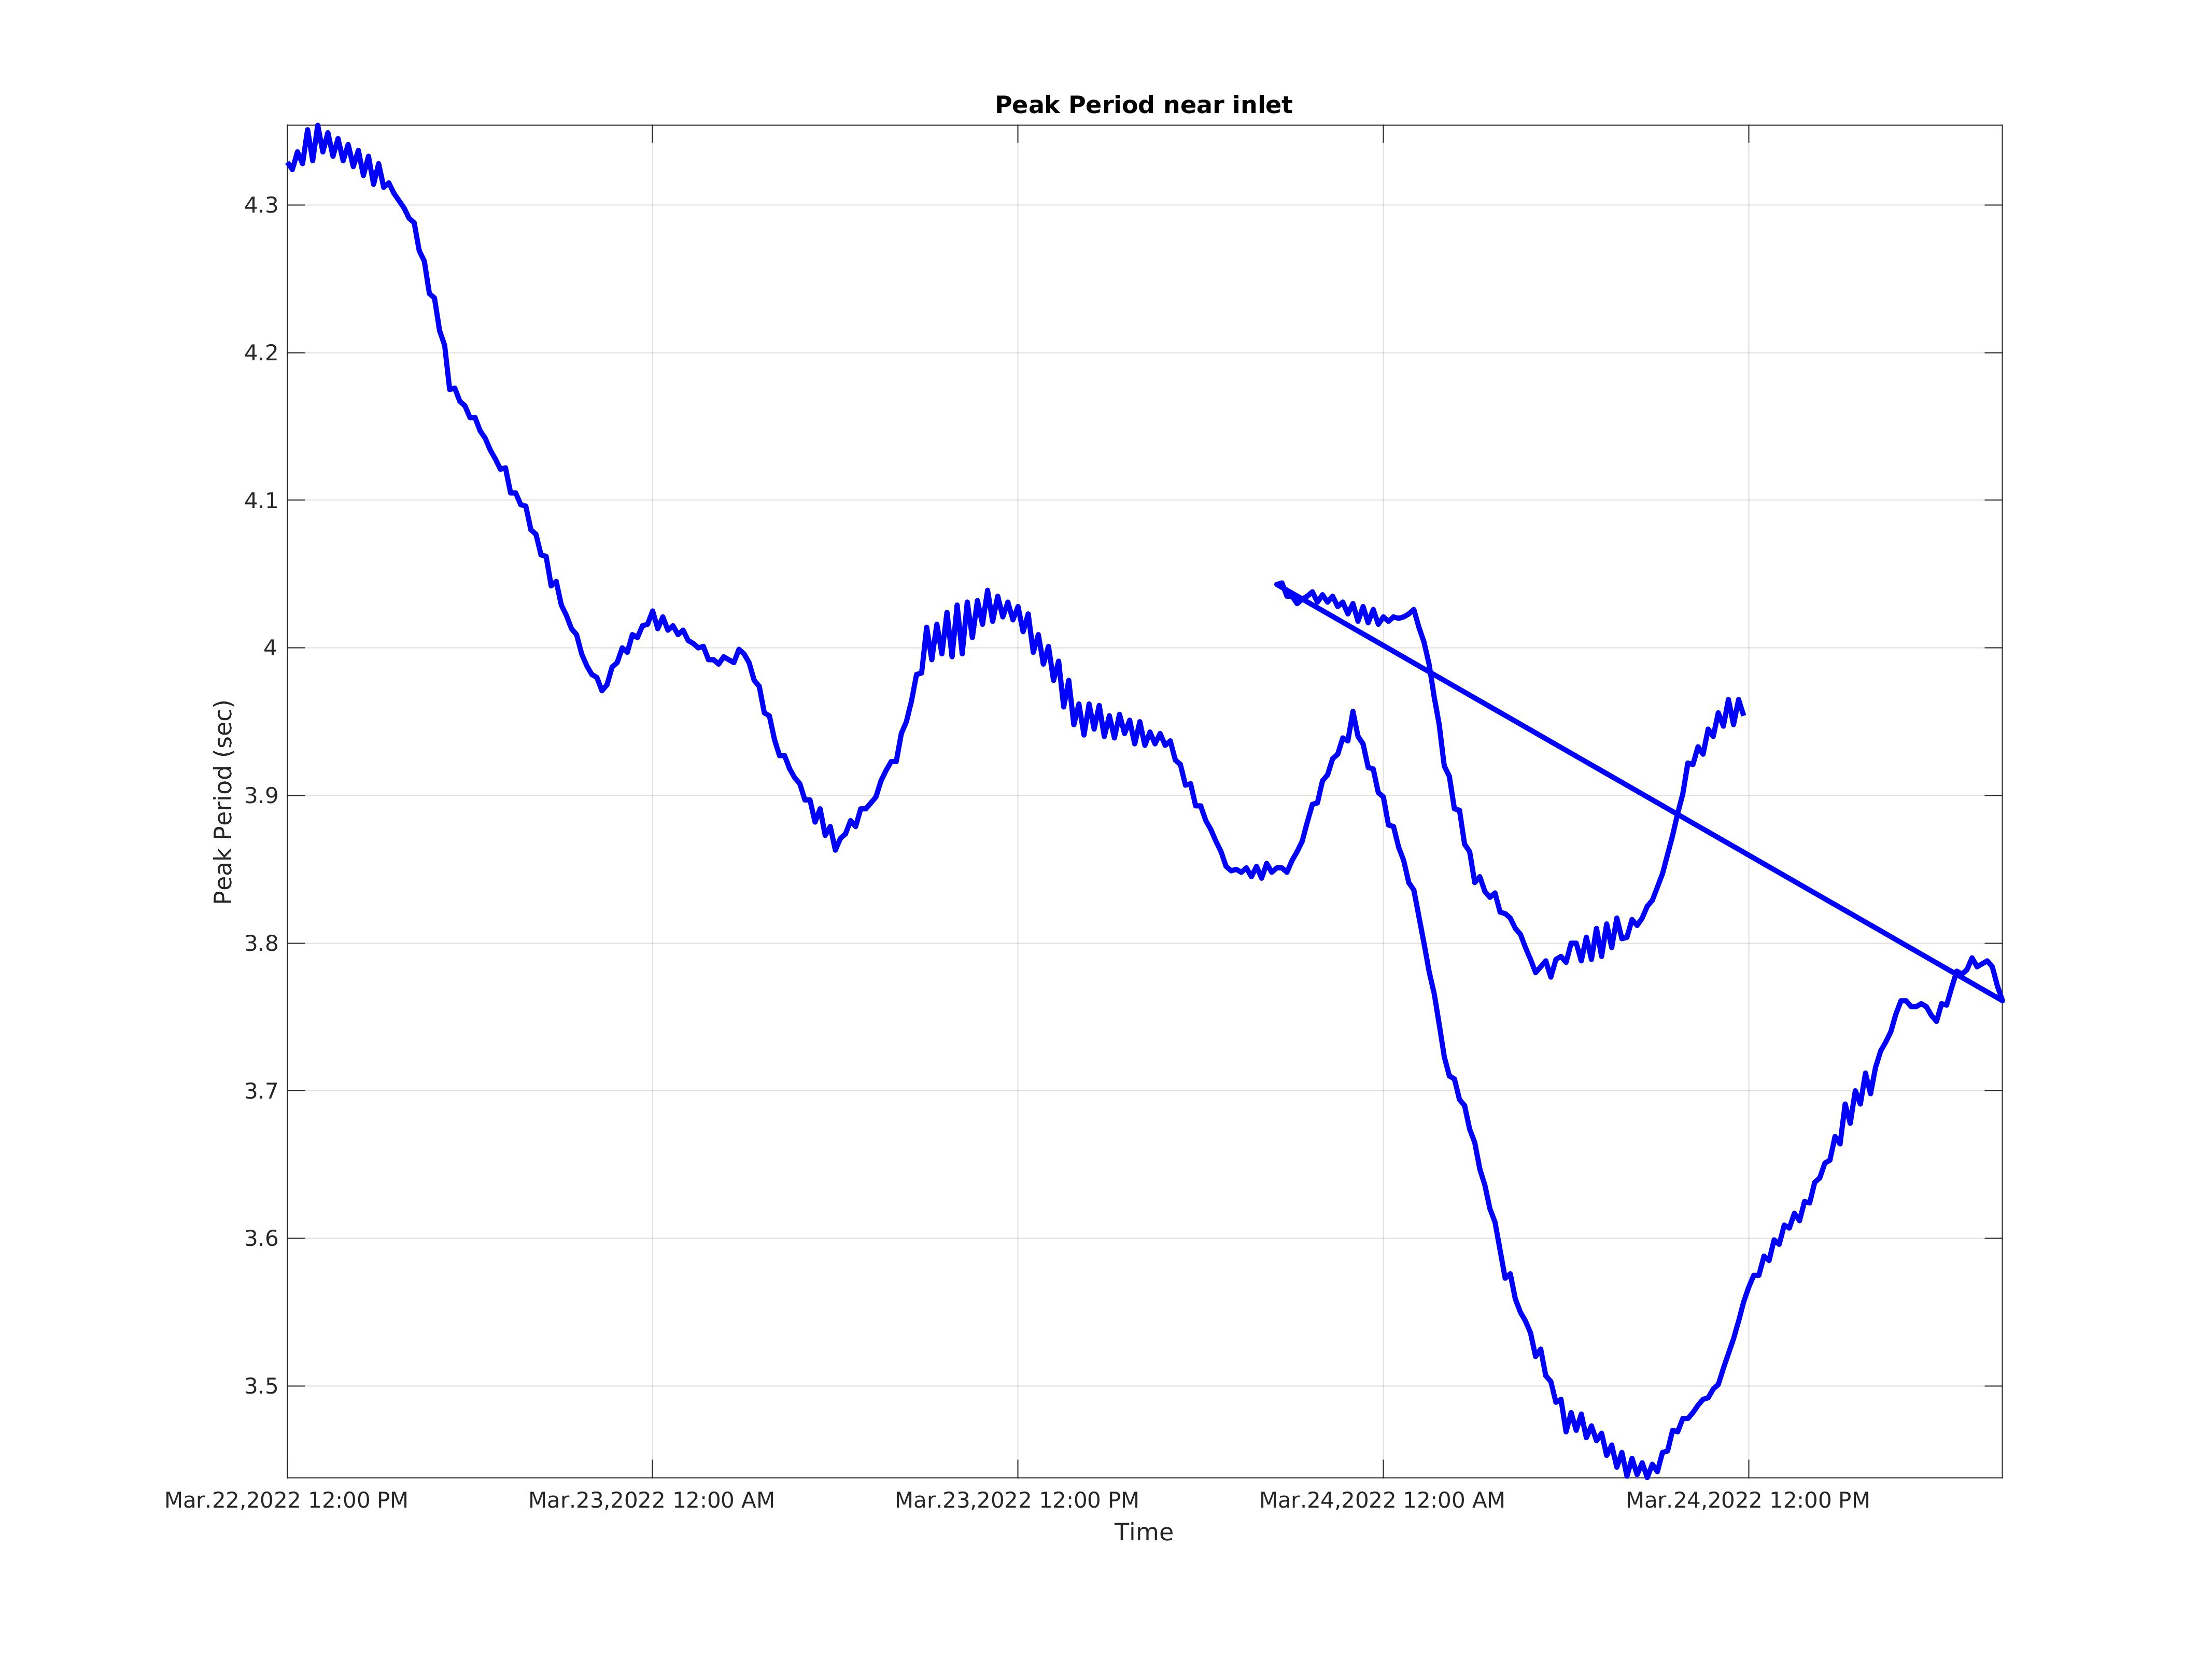 Peak Period near inlet
4.3
4.2
4.1
4
3.9
3.8
3.7
3.6
3.5
Peak Period (sec)
Mar.22,2022 12:00 PM
Mar.23,2022 12:00 AM
Mar.23,2022 12:00 PM
Mar.24,2022 12:00 AM
Mar.24,2022 12:00 PM
Time